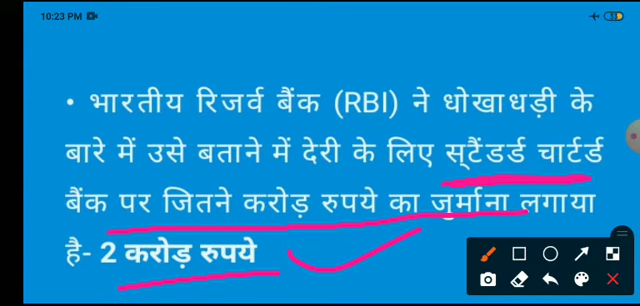 10:23 PM
• भारतीय रिजर्व बैंक (RBI) ने धोखाधड़ी के
बारे में उसे बताने में देरी के लिए स्टैंडर्ड चार्टर्ड
बैंक पर जितने करोड़ रुपये का जुर्माना लगाया
है- 2 करोड़ रुपये